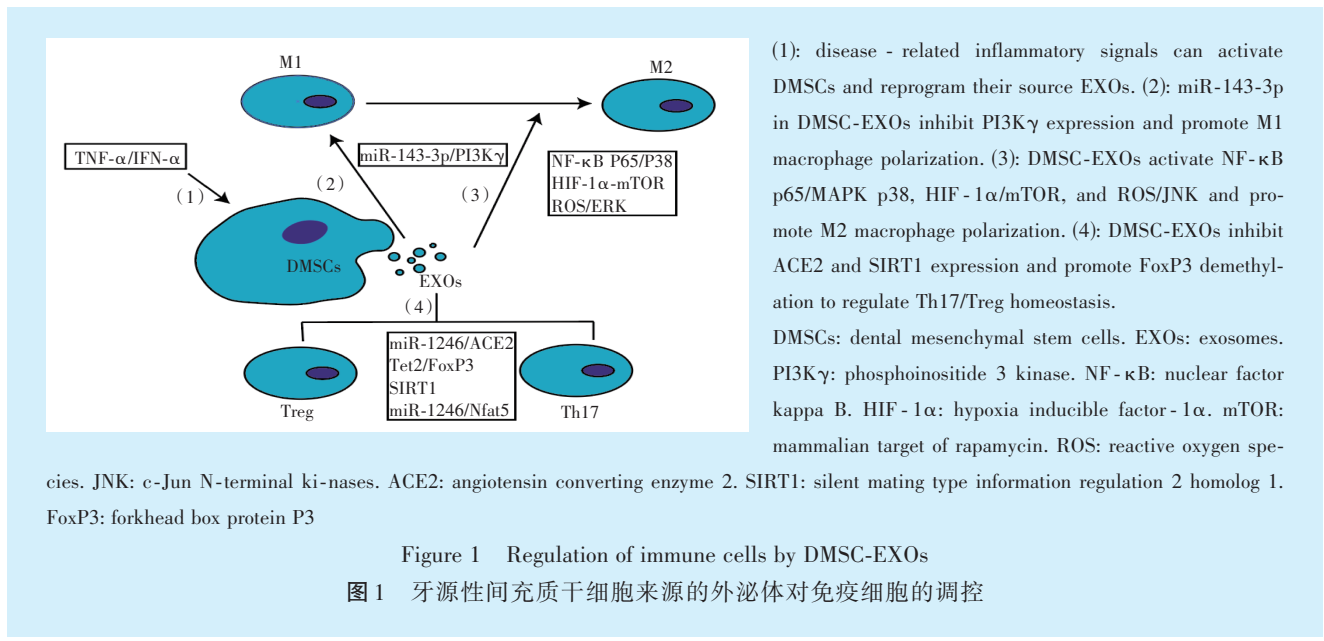 M1
M2
TNF-α/IFN-α
miR-143-3p/PI3Kγ
NF-κB P65/P38
HIF-1α-mTOR
ROS/ERK
（1）
（2）
（3）
DMSCs
EXOs
（4）
miR-1246/ACE2
Tet2/FoxP3
SIRT1
miR-1246/Nfat5
Treg
Th17
(1): disease - related inflammatory signals can activate
DMSCs and reprogram their source EXOs. (2): miR-143-3p
in DMSC-EXOs inhibit PI3Kγ expression and promote M1
macrophage polarization. (3): DMSC-EXOs activate NF-κB
p65/MAPK p38, HIF - 1α/mTOR, and ROS/JNK and pro-
mote M2 macrophage polarization. (4): DMSC-EXOs inhibit
ACE2 and SIRT1 expression and promote FoxP3 demethyl-
ation to regulate Th17/Treg homeostasis.
DMSCs: dental mesenchymal stem cells. EXOs: exosomes.
PI3Kγ: phosphoinositide 3 kinase. NF - κB: nuclear factor
kappa B. HIF - 1α: hypoxia inducible factor - 1α. mTOR:
mammalian target of rapamycin. ROS: reactive oxygen spe-
cies. JNK: c-Jun N-terminal ki-nases. ACE2: angiotensin converting enzyme 2. SIRT1: silent mating type information regulation 2 homolog 1.
FoxP3: forkhead box protein P3
Figure 1 Regulation of immune cells by DMSC-EXOs
图1 牙源性间充质干细胞来源的外泌体对免疫细胞的调控